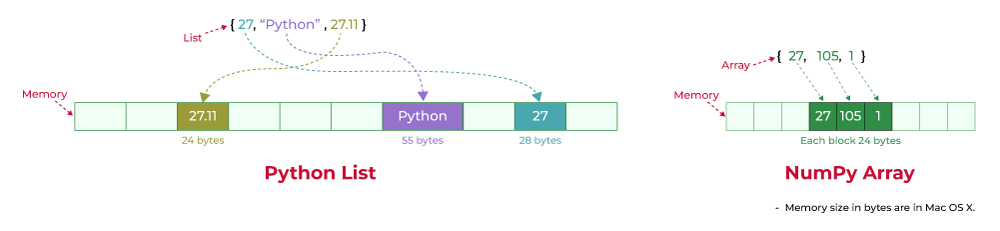 { 27, “Python” , 27.11 }
List
Memory
27.11
Python
27
24 bytes
55 bytes
28 bytes
Python List
{ 27, 105, 1 }
Array
Memory
27 105 1
Each block 24 bytes
NumPy Array
- Memory size in bytes are in Mac OS X.